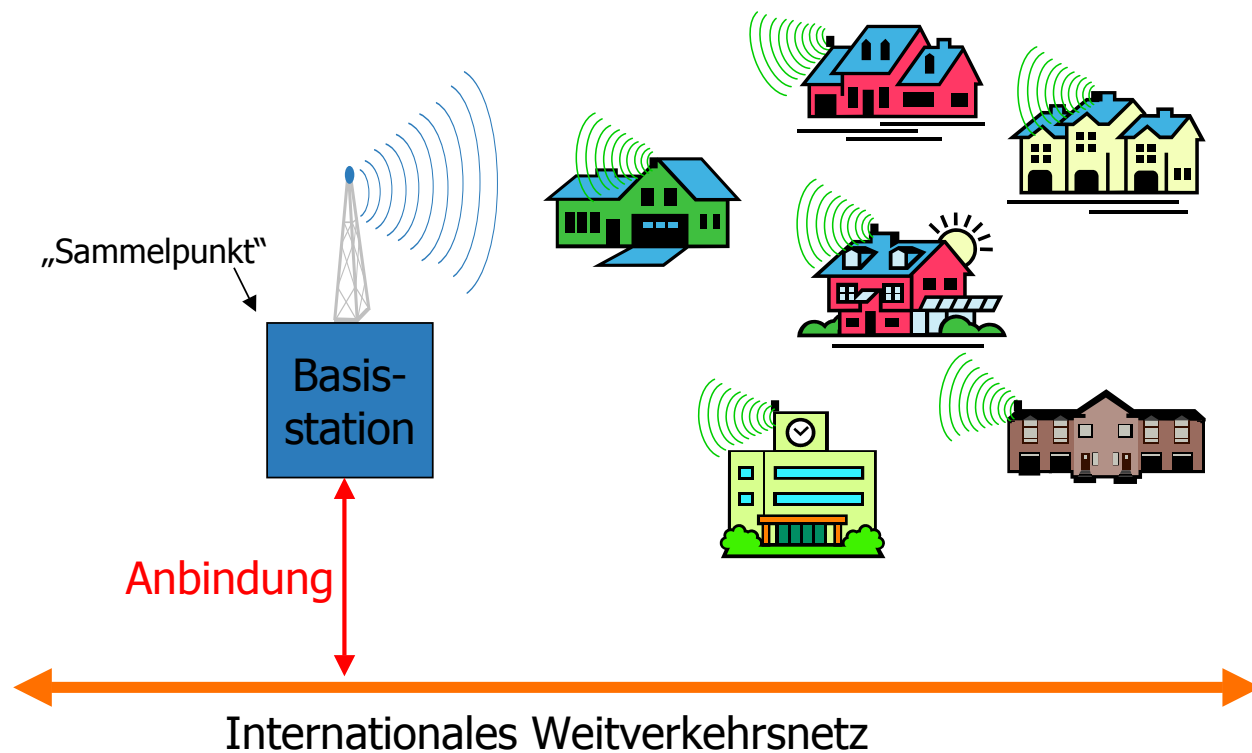 „Sammelpunkt“
Basis-
station
Anbindung
Internationales Weitverkehrsnetz